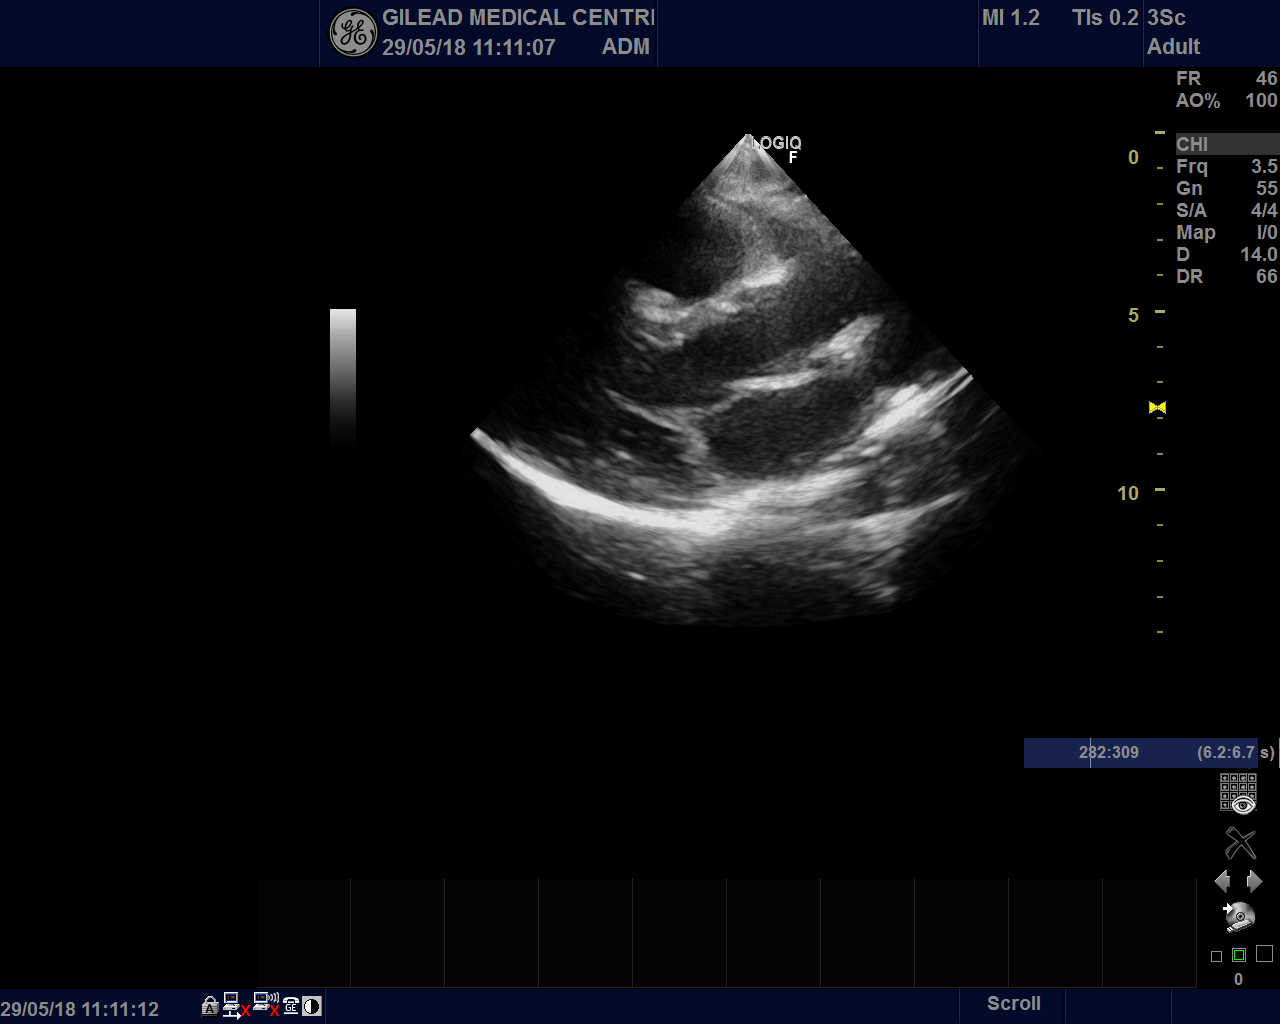 GILEAD MEDICAL CENTRI
29/05/18 11:11:07 ADM
MI 1.2 TIs 0.2 3Sc
Adult
FR 46
AO% 100
CHI
Frq 3.5
Gn 55
S/A 4/4
Map I/0
D 14.0
DR 66
LOGIQ
F
0
5
10
282:309 (6.2:6.7 s)
0
Scroll
29/05/18 11:11:12
A
GE